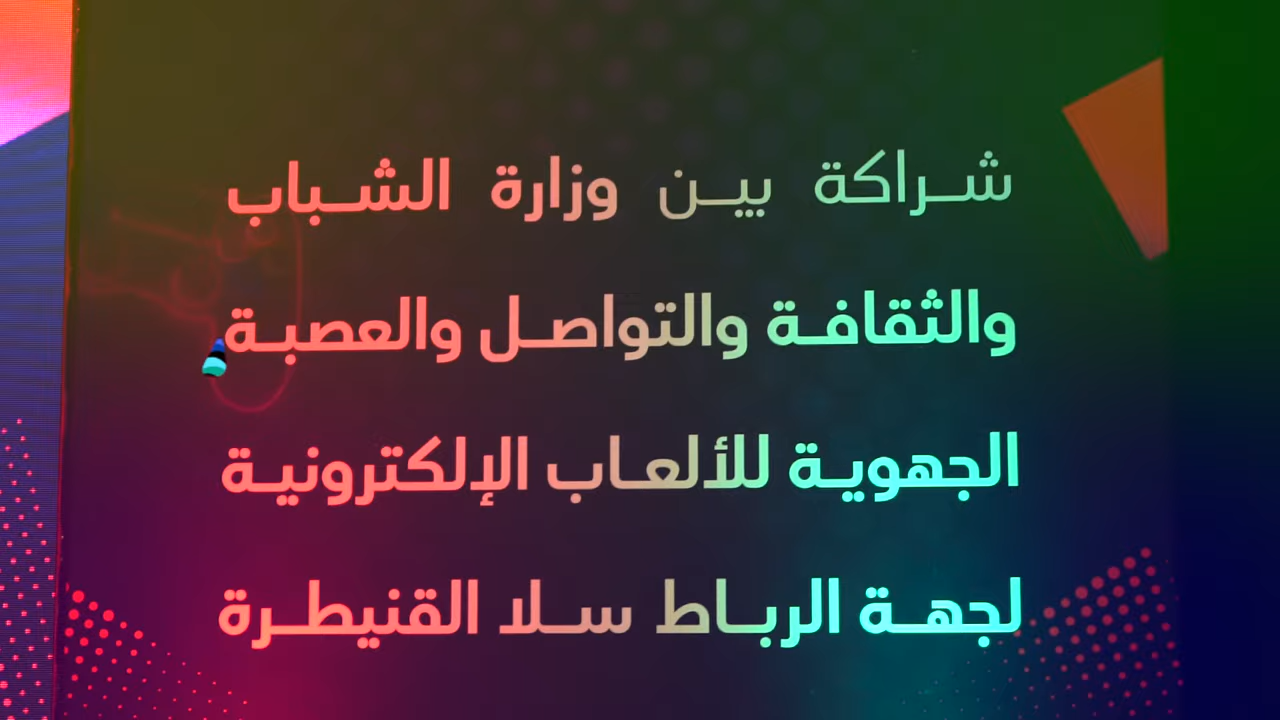 شراكة بين وزارة الشباب
والثقافة والتواصل والعصبة
الجهوية للألعاب الإلكترونية
لجهة الرباط سلا القنيطرة